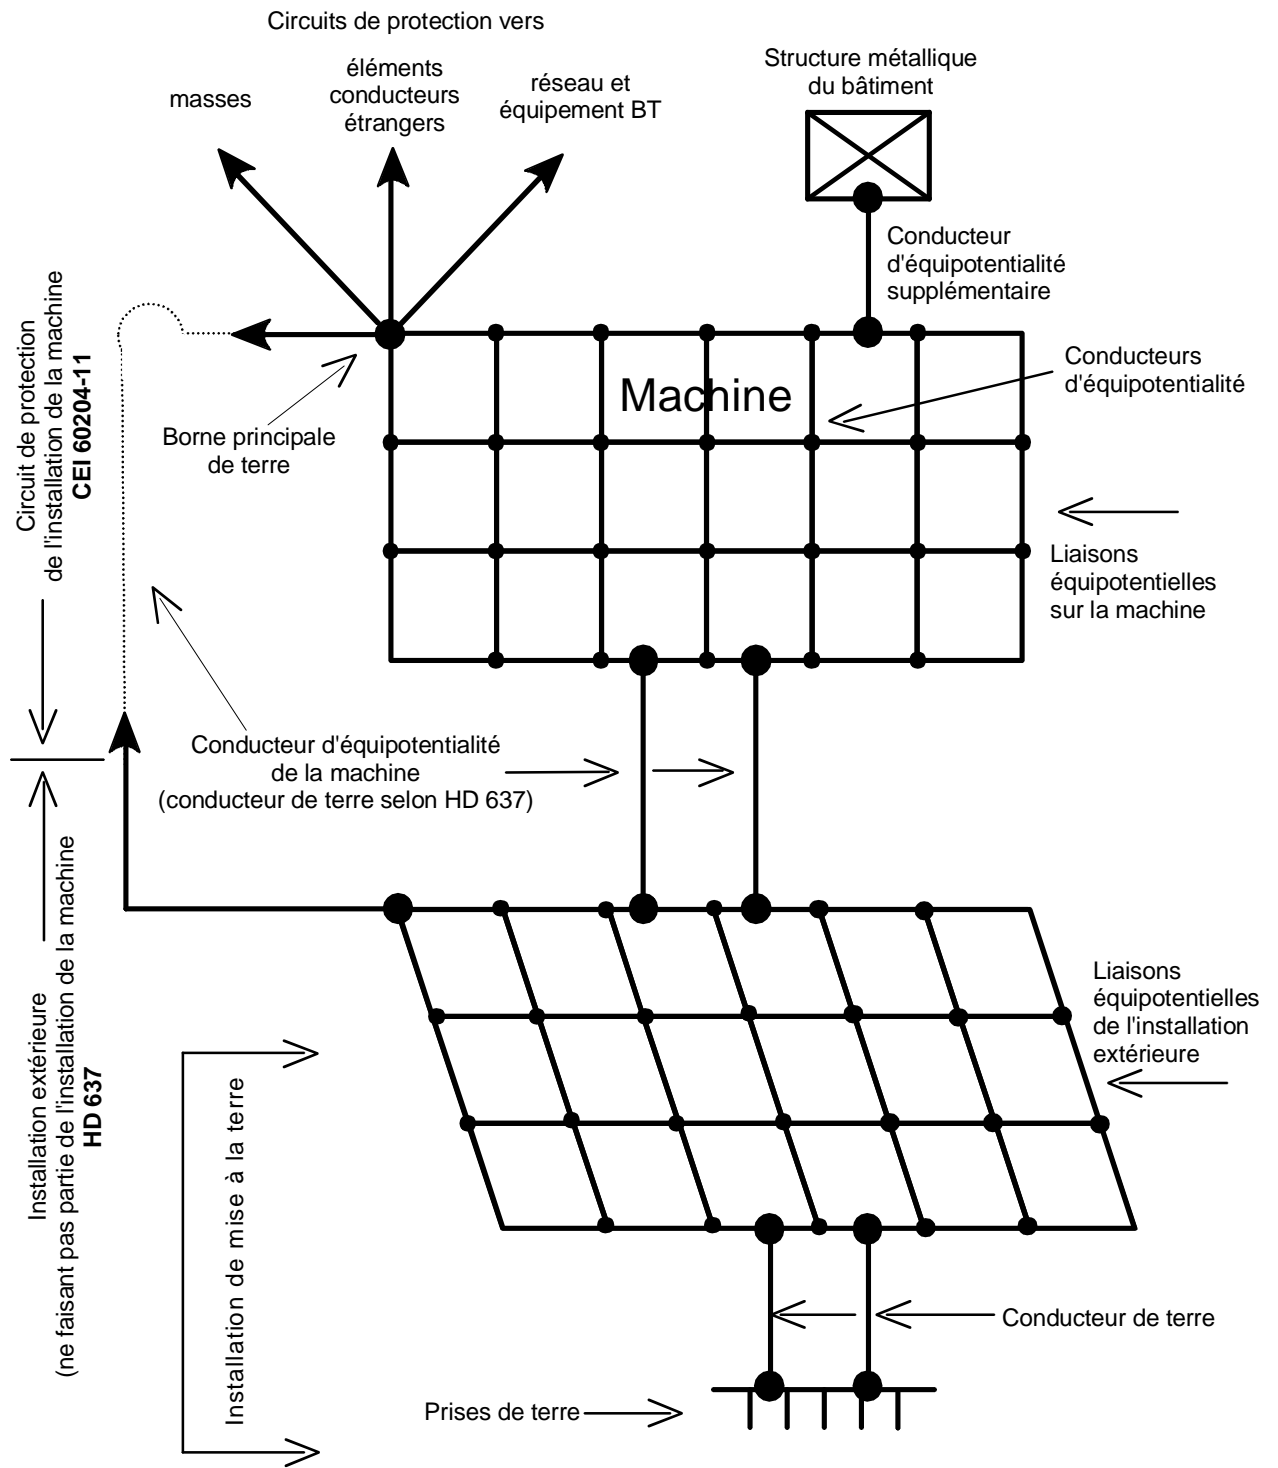 Circuits de protection vers
masses
éléments
conducteurs
étrangers
réseau et
équipement BT
Structure métallique
du bâtiment
Conducteur
d'équipotentialité
supplémentaire
Circuit de protection
de l'installation de la machine
CEI 60204-11
Borne principale
de terre
Machine
Conducteurs
d'équipotentialité
Liaisons
équipotentielles
sur la machine
Conducteur d'équipotentialité
de la machine
(conducteur de terre selon HD 637)
Installation extérieure
(ne faisant pas partie de l'installation de la machine
HD 637
Installation de mise à la terre
Liaisons
équipotentielles
de l'installation
extérieure
Conducteur de terre
Prises de terre